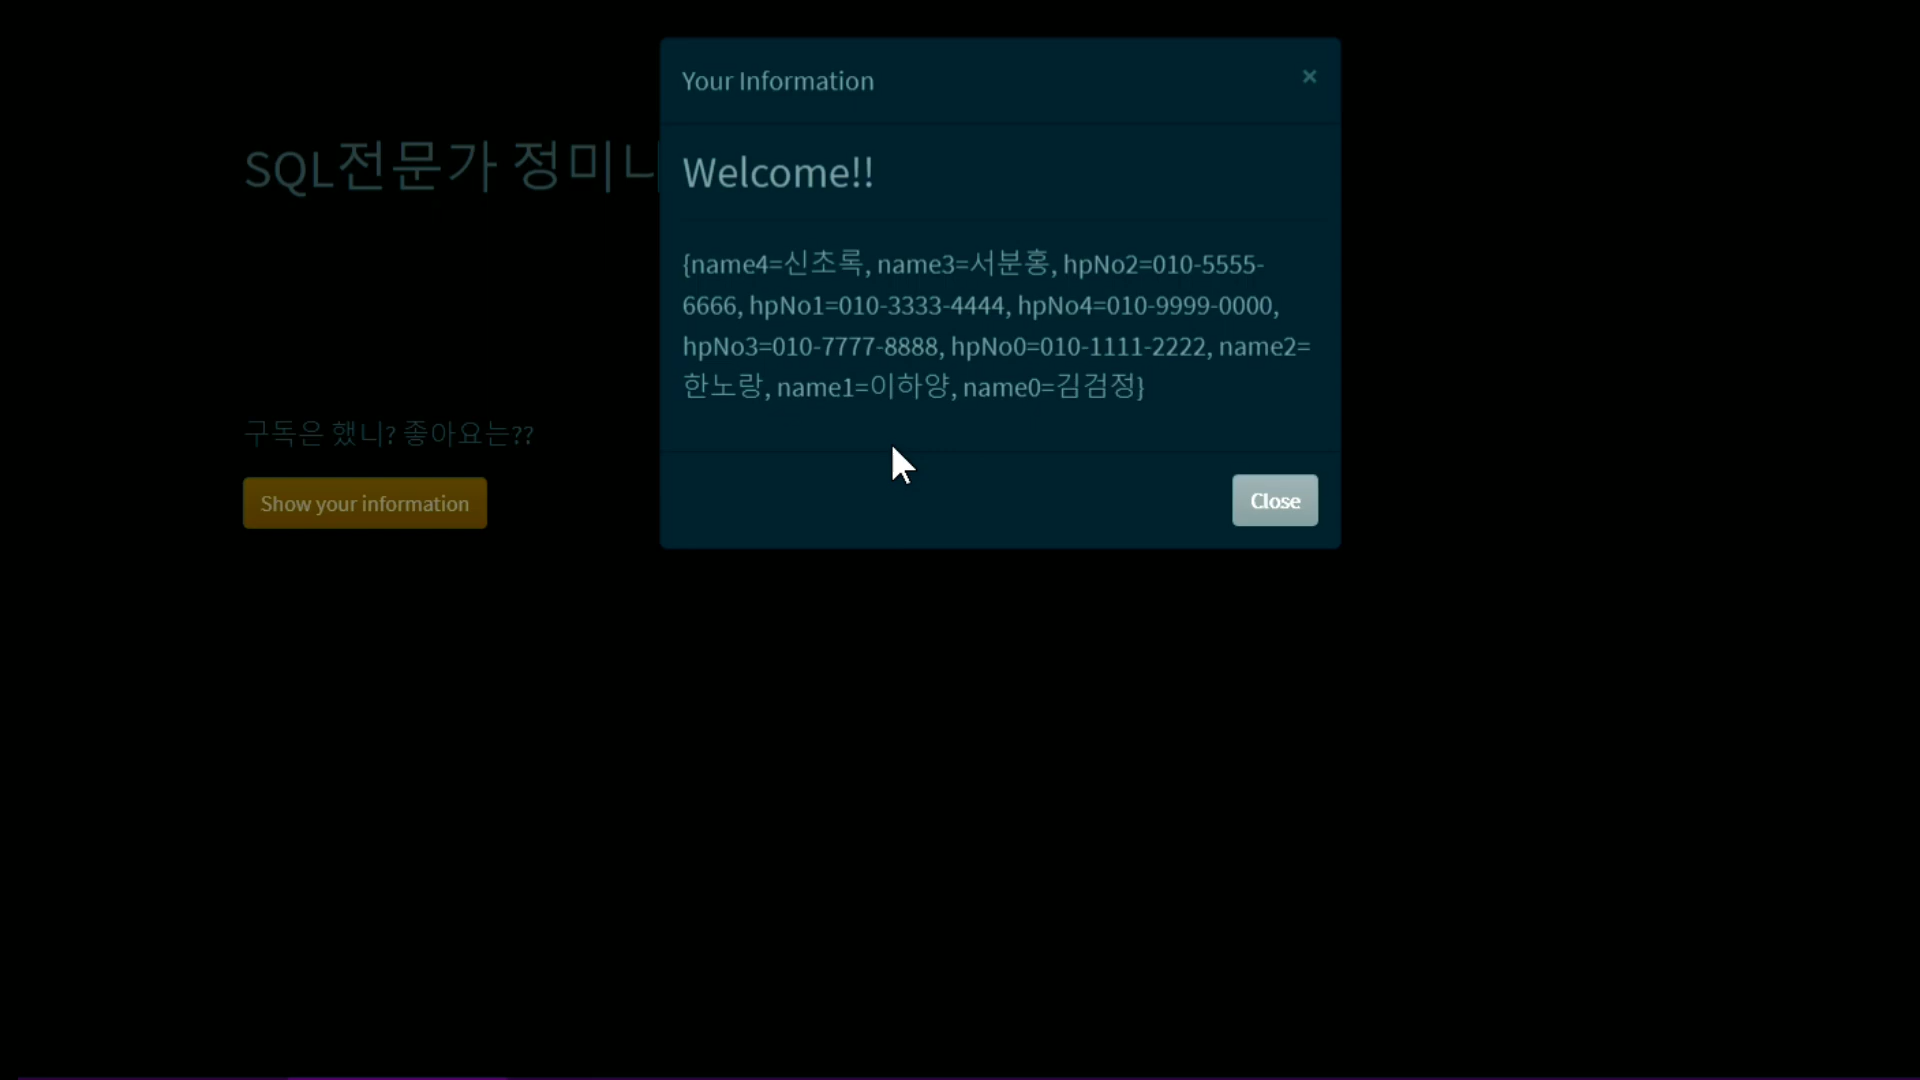 Your Information
×
SQL전문가 정미나
Welcome!!
{name4=신초록, name3=서분홍, hpNo2=010-5555-
6666, hpNo1=010-3333-4444, hpNo4=010-9999-0000,
hpNo3=010-7777-8888, hpNo0=010-1111-2222, name2=
한노랑, name1=이하양, name0=김검정}
구독은 했니? 좋아요는??
Show your information
Close